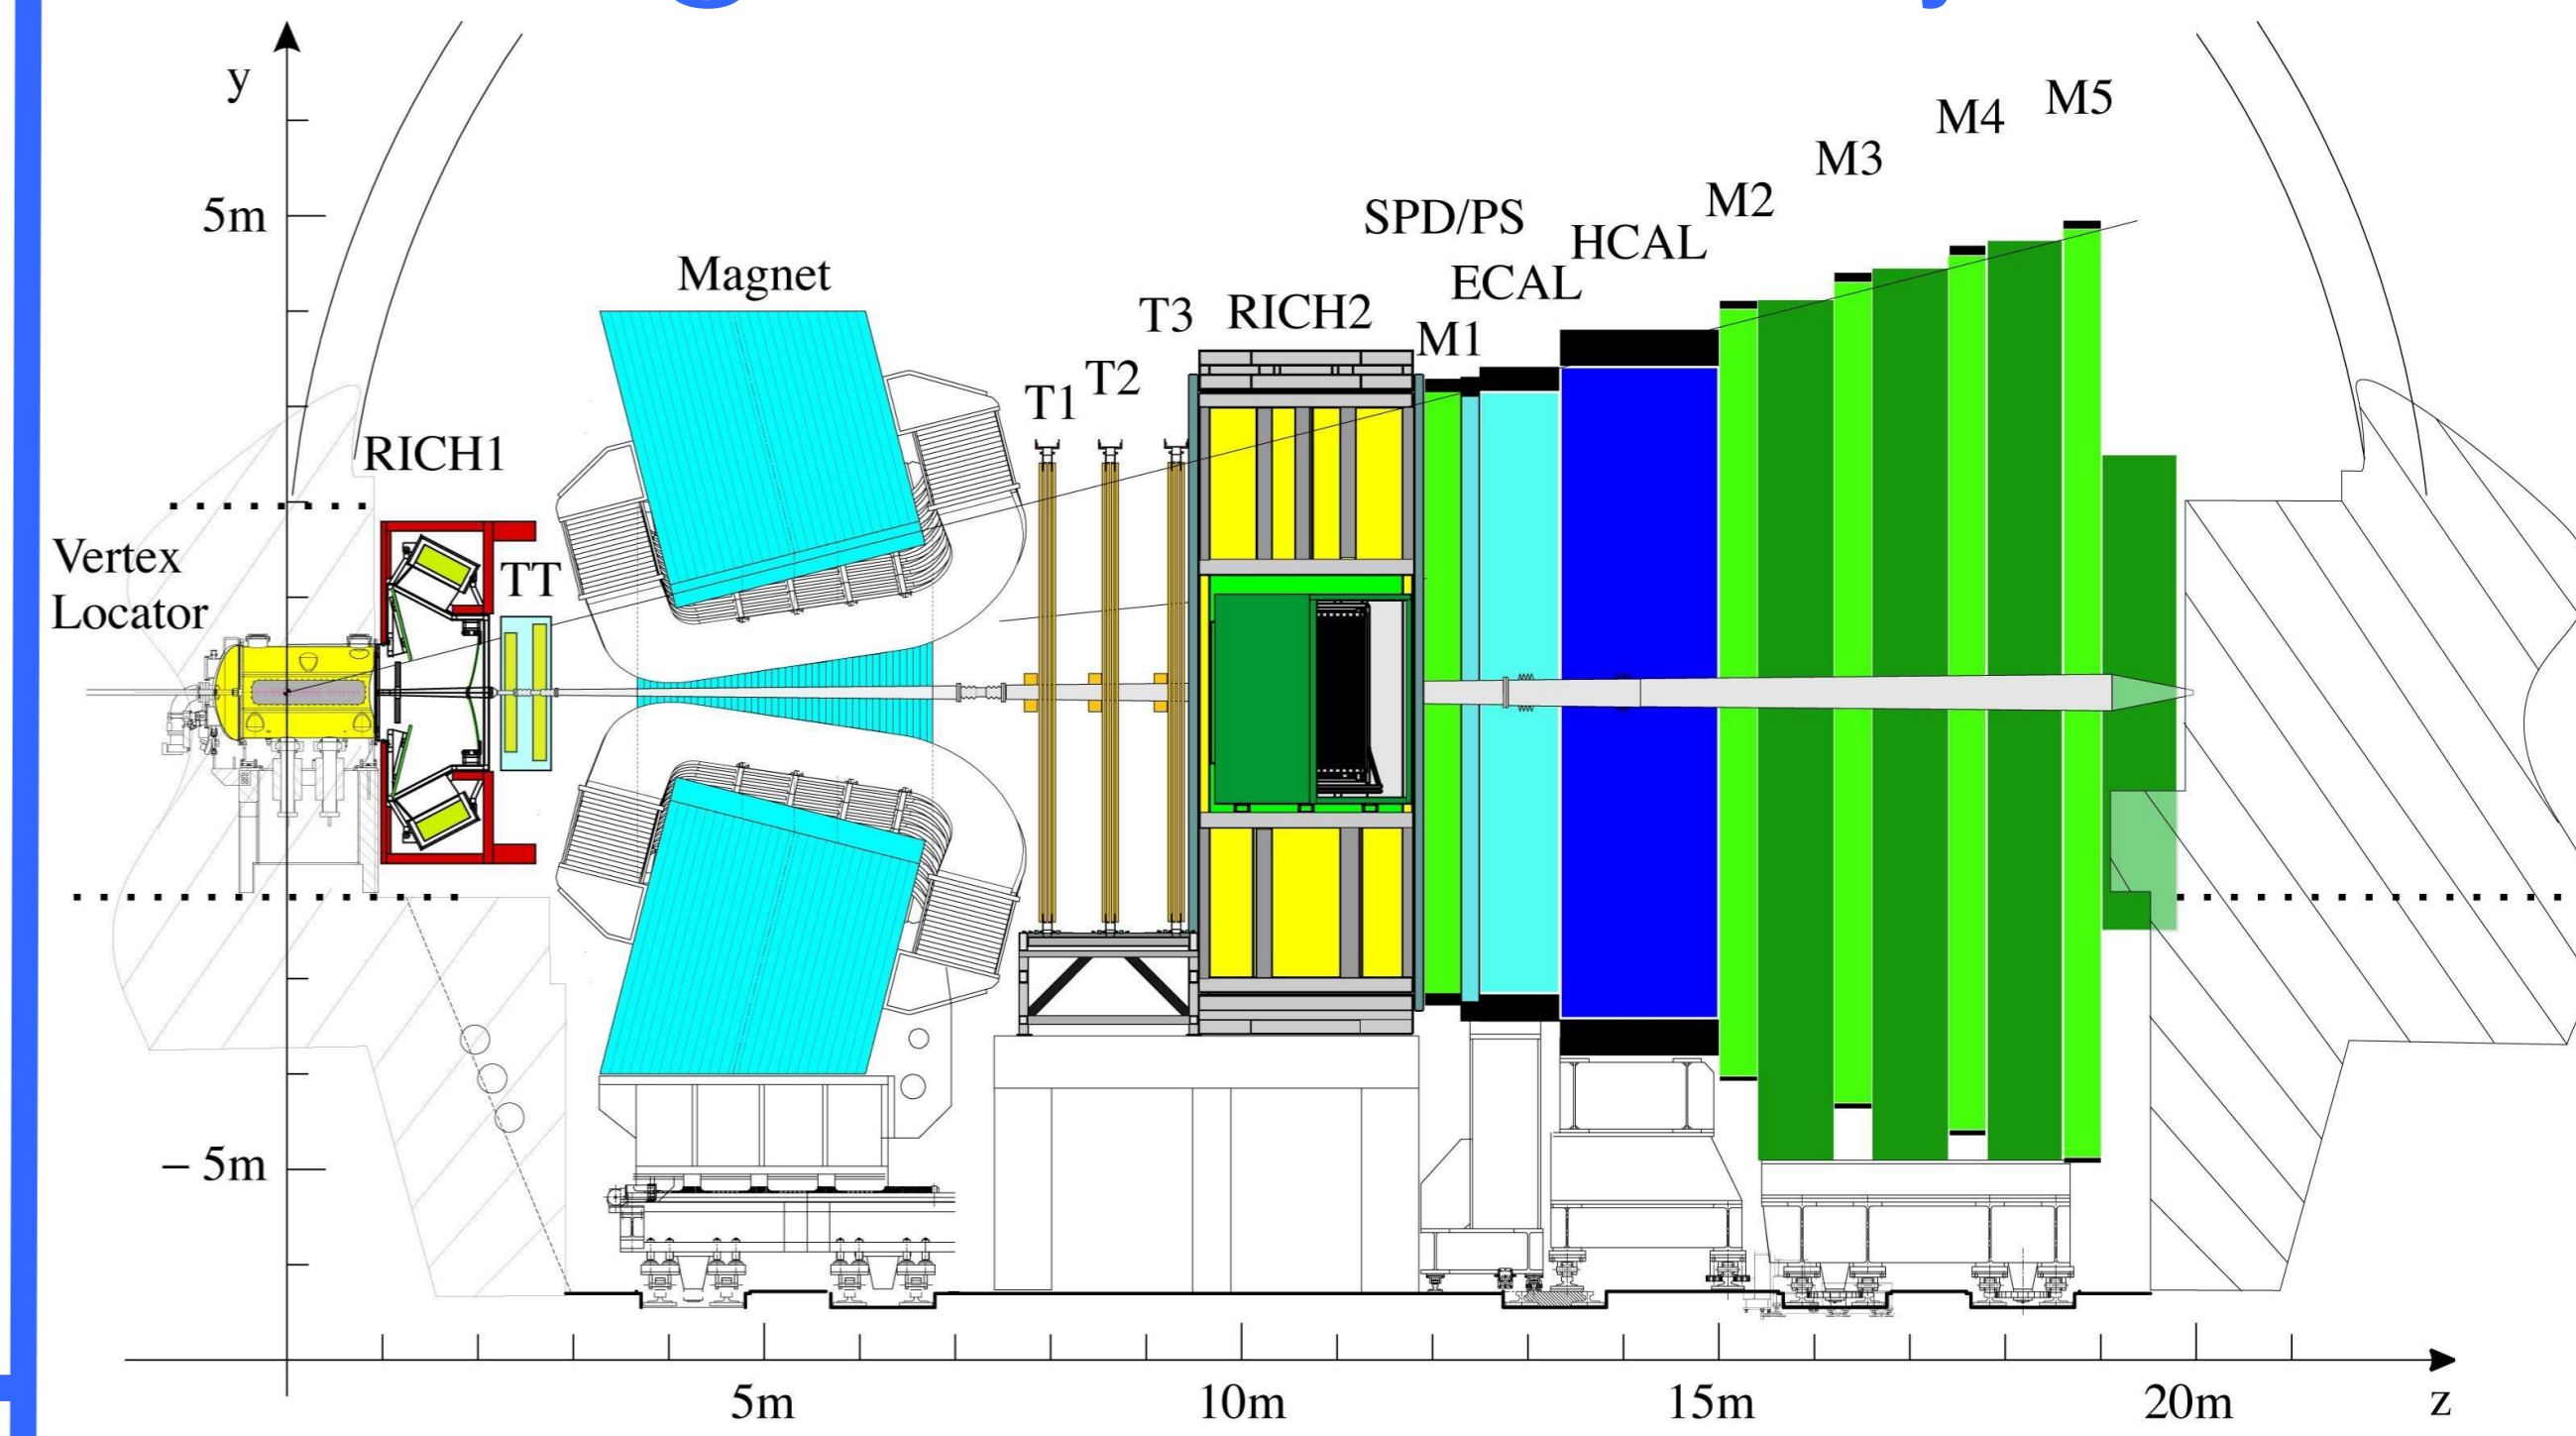 y
5m
Magnet
RICH1
Vertex
Locator
TT
T1
T2
T3
RICH2
M1
SPD/PS
ECAL
HCAL
M2
M3
M4
M5
– 5m
5m
10m
15m
20m
z